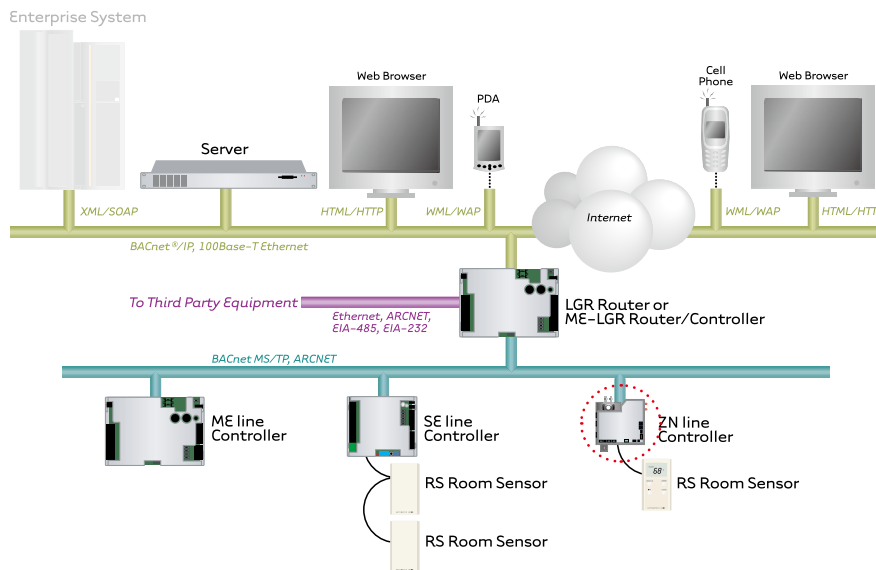 Enterprise System
Web Browser
Cell
Phone
Web Browser
PDA
Server
XML/SOAP
HTML/HTTP
WML/WAP
Internet
WML/WAP
HTML/HTT
BACnet®/IP, 100Base-T Ethernet
To Third Party Equipment
LGR Router or
ME-LGR Router/Controller
Ethernet, ARCNET,
EIA-485, EIA-232
BACnet MS/TP, ARCNET
ME line
Controller
SE line
Controller
ZN line
Controller
RS Room Sensor
68°
RS Room Sensor
RS Room Sensor